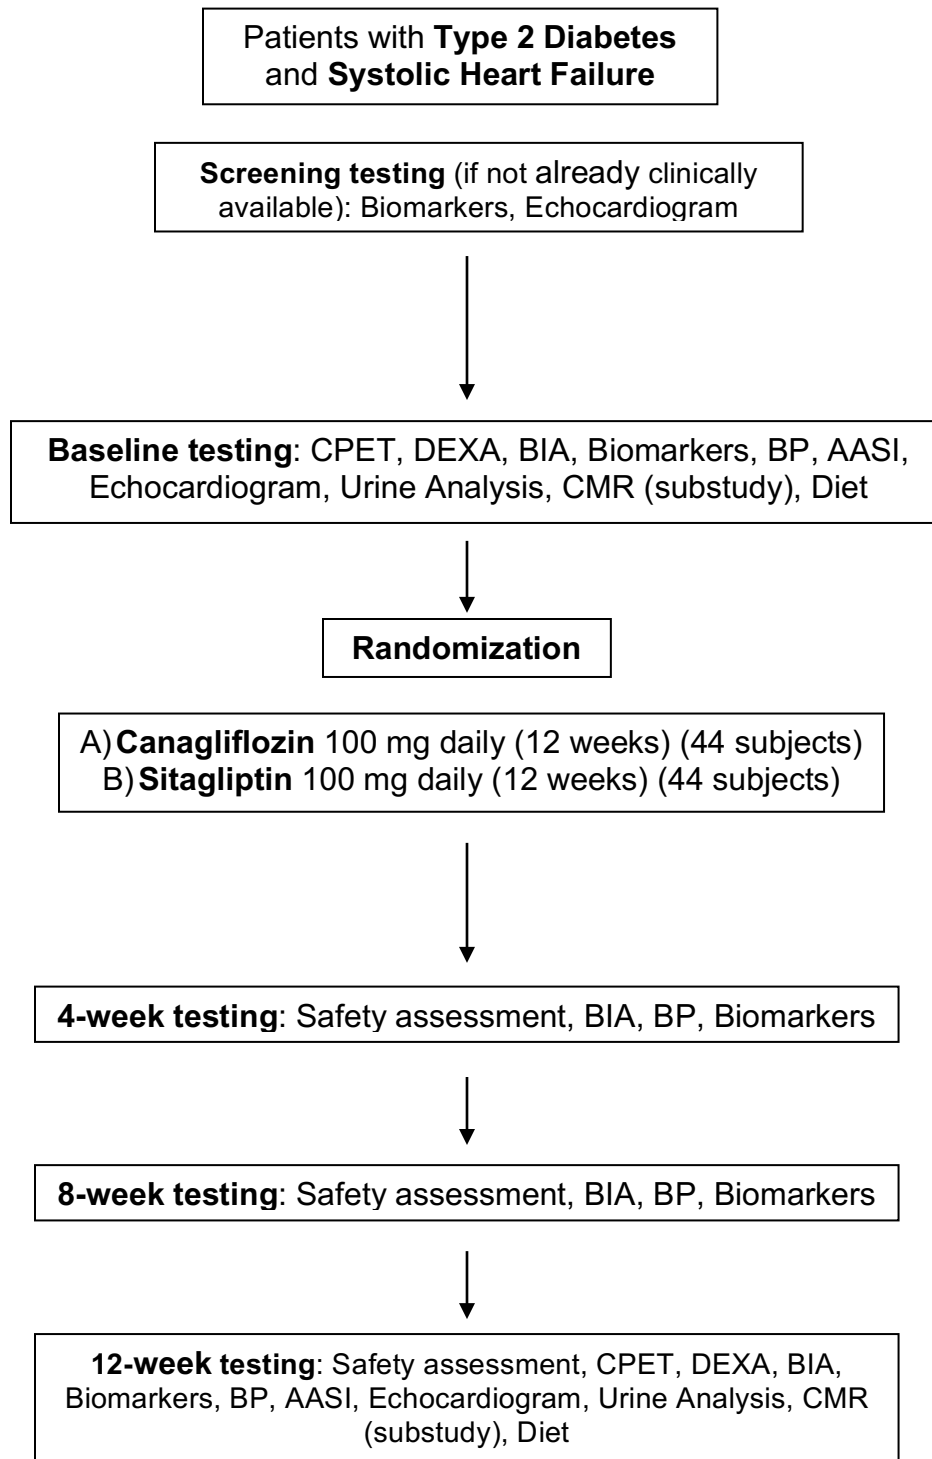 Patients with Type 2 Diabetes
and Systolic Heart Failure
Screening testing (if not already clinically
available): Biomarkers, Echocardiogram
Baseline testing: CPET, DEXA, BIA, Biomarkers, BP, AASI,
Echocardiogram, Urine Analysis, CMR (substudy), Diet
Randomization
A) Canagliflozin 100 mg daily (12 weeks) (44 subjects)
B) Sitagliptin 100 mg daily (12 weeks) (44 subjects)
4-week testing: Safety assessment, BIA, BP, Biomarkers
8-week testing: Safety assessment, BIA, BP, Biomarkers
12-week testing: Safety assessment, CPET, DEXA, BIA,
Biomarkers, BP, AASI, Echocardiogram, Urine Analysis, CMR
(substudy), Diet